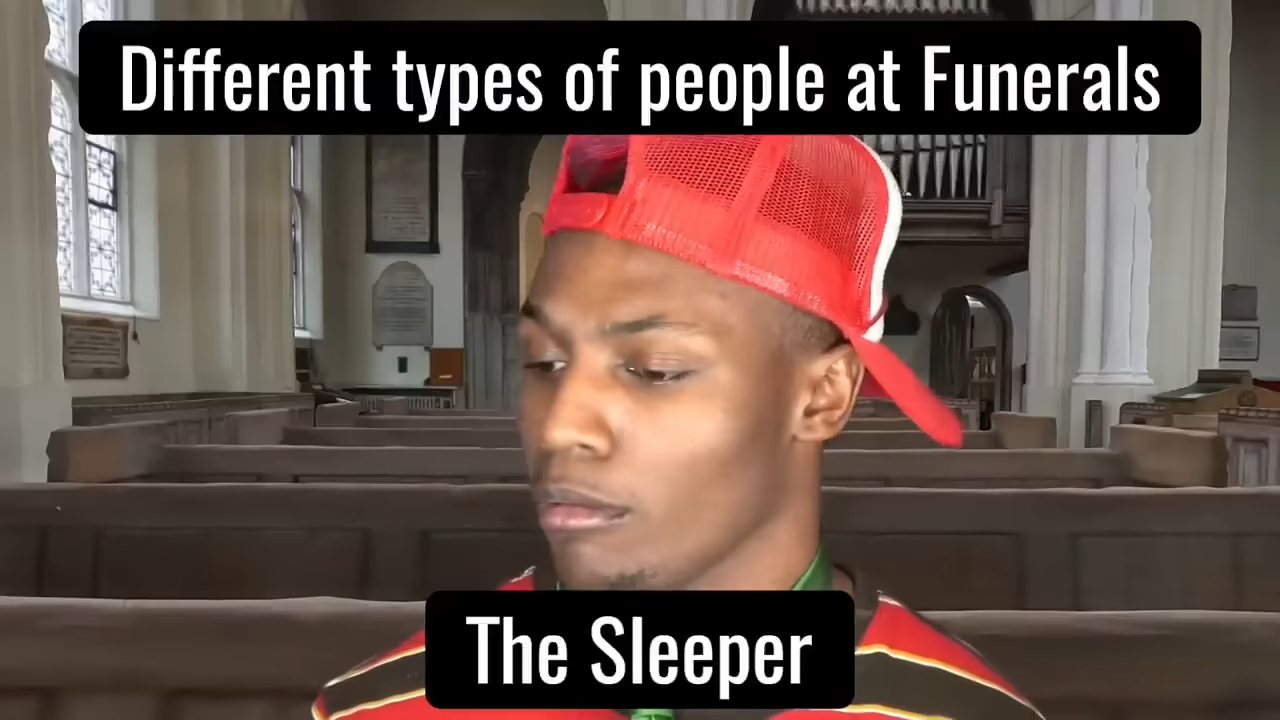 Different types of people at Funerals
The Sleeper